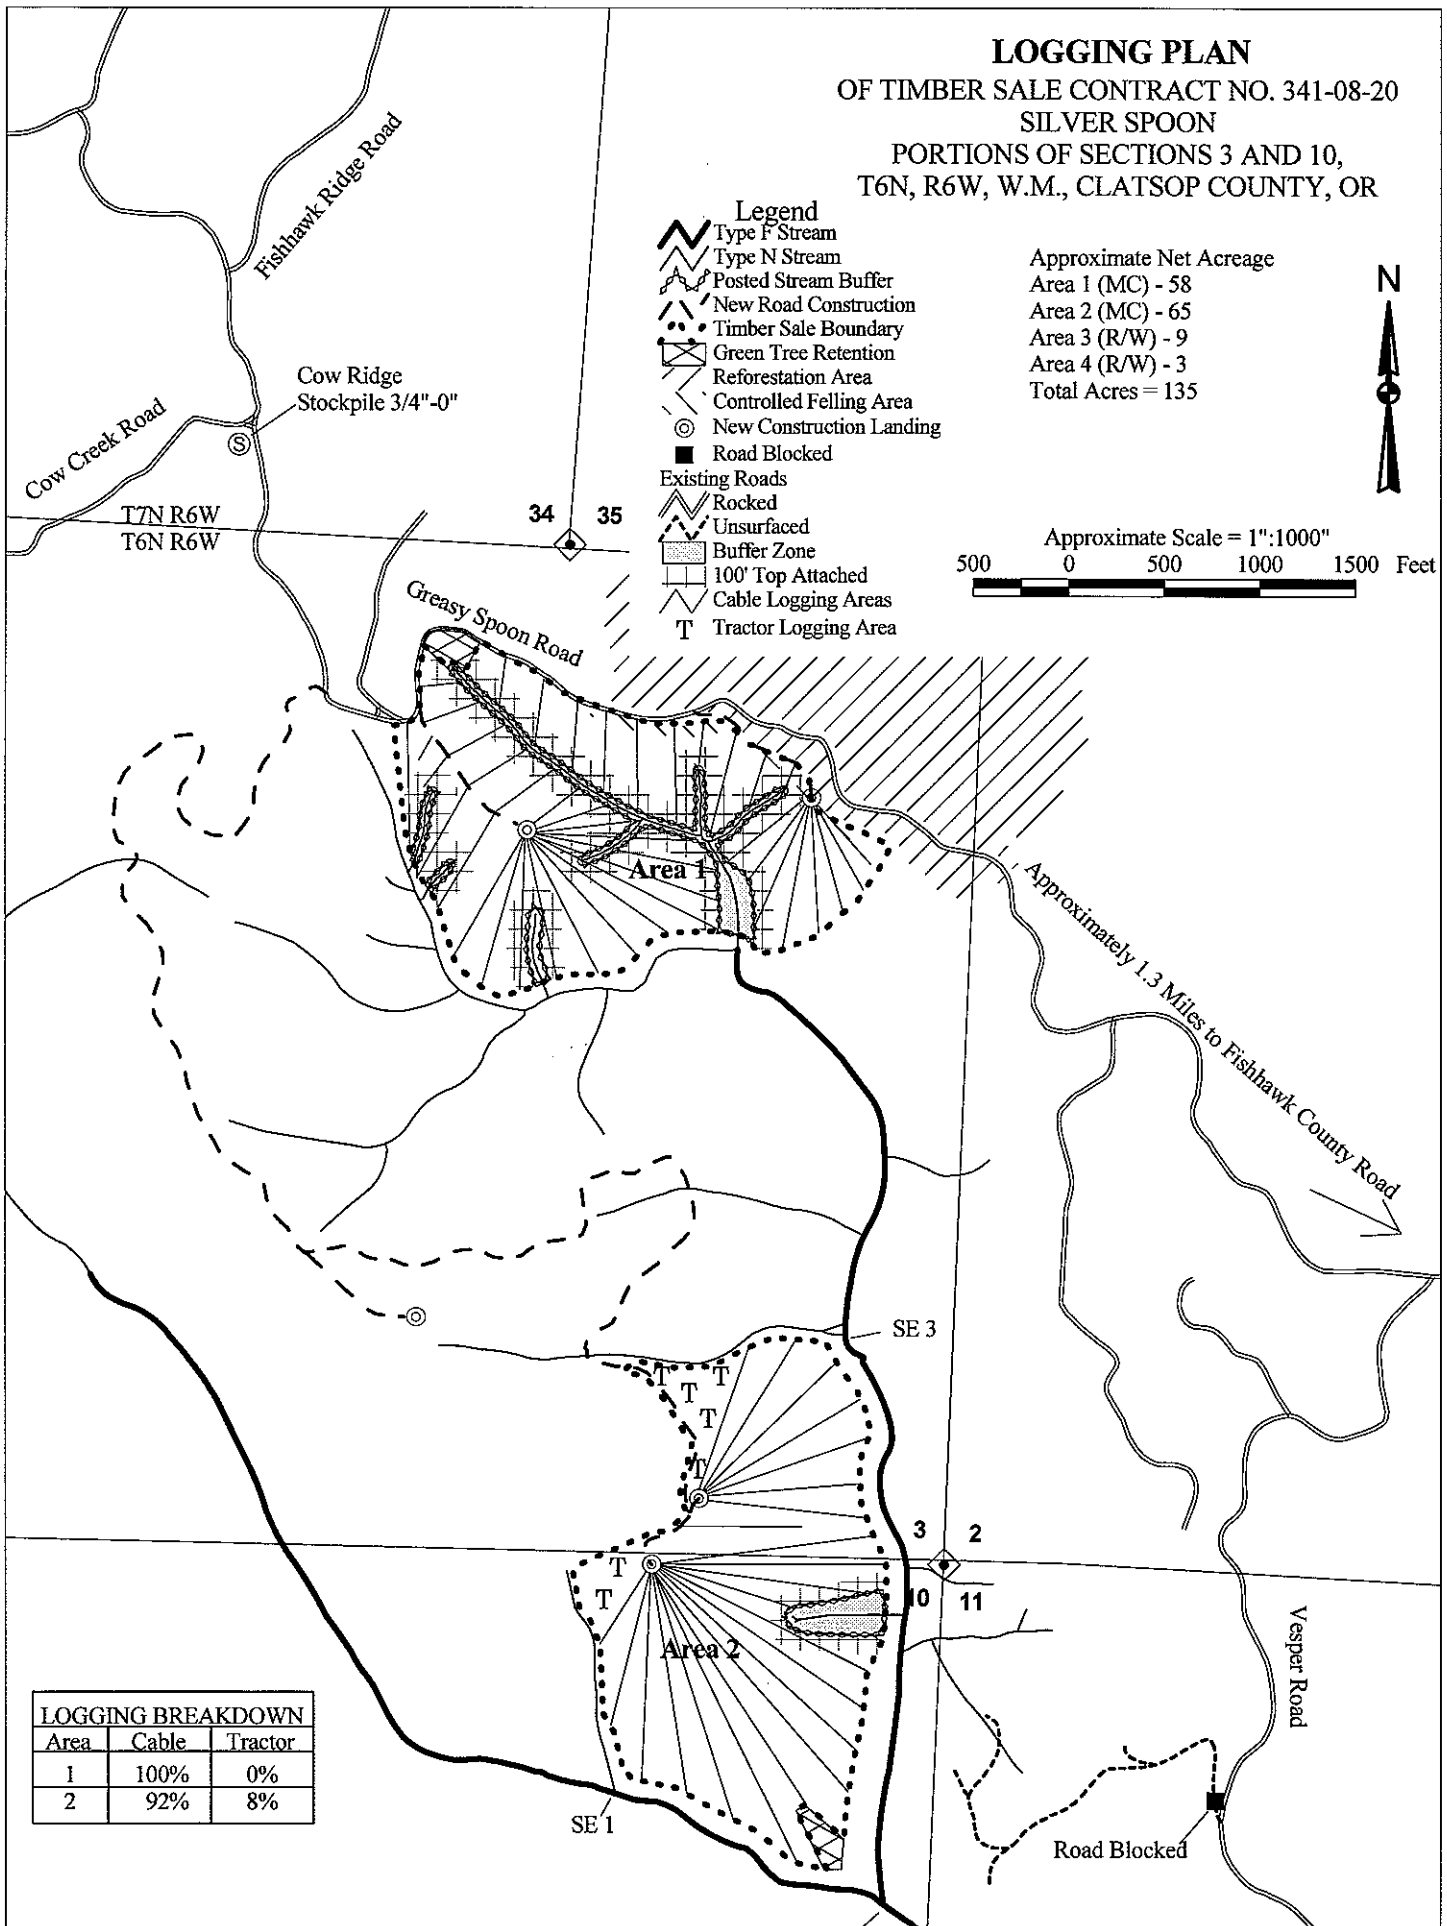 LOGGING PLAN
OF TIMBER SALE CONTRACT NO. 341-08-20
SILVER SPOON
PORTIONS OF SECTIONS 3 AND 10,
T6N, R6W, W.M., CLATSOP COUNTY, OR
Legend
Type F Stream
Type N Stream
Posted Stream Buffer
New Road Construction
Timber Sale Boundary
Green Tree Retention
Reforestation Area
Controlled Felling Area
New Construction Landing
Road Blocked
Existing Roads
Rocked
Unsurfaced
Buffer Zone
100' Top Attached
Cable Logging Areas
T Tractor Logging Area
Approximate Net Acreage
Area 1 (MC) - 58
Area 2 (MC) - 65
Area 3 (R/W) - 9
Area 4 (R/W) - 3
Total Acres = 135
N
Approximate Scale = 1":1000"
500 0 500 1000 1500 Feet
Fishhawk Ridge Road
Cow Ridge
Stockpile 3/4"-0"
S
Cow Creek Road
T7N R6W
T6N R6W
34 35
Greasy Spoon Road
Area 1
Approximately 1.3 Miles to Fishhawk County Road
SE 3
T
T
T
T
T
3 2
10 11
T
T
Area 2
Vesper Road
SE 1
Road Blocked
LOGGING BREAKDOWN
Area Cable Tractor
1 100% 0%
2 92% 8%